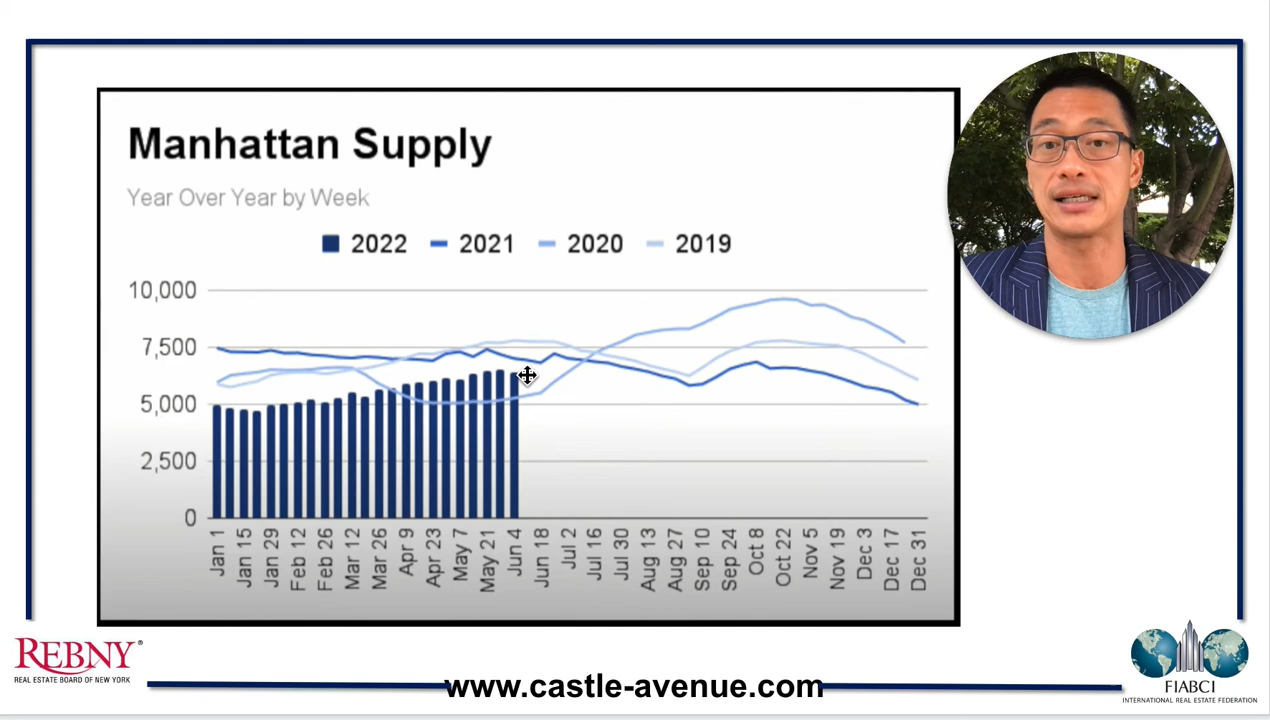 Manhattan Supply
Year Over Year by Week
2022 2021 2020 2019
10,000
7,500
5,000
2,500
0
Jan 1 Jan 15 Jan 29 Feb 12 Feb 26 Mar 12 Mar 26 Apr 9 Apr 23 May 7 May 21 Jun 4 Jun 18 Jul 2 Jul 16 Jul 30 Aug 13 Aug 27 Sep 10 Sep 24 Oct 8 Oct 22 Nov 5 Nov 19 Dec 3 Dec 17 Dec 31
REBNY®
REAL ESTATE BOARD OF NEW YORK
www.castle-avenue.com
FIABCI
INTERNATIONAL REAL ESTATE FEDERATION